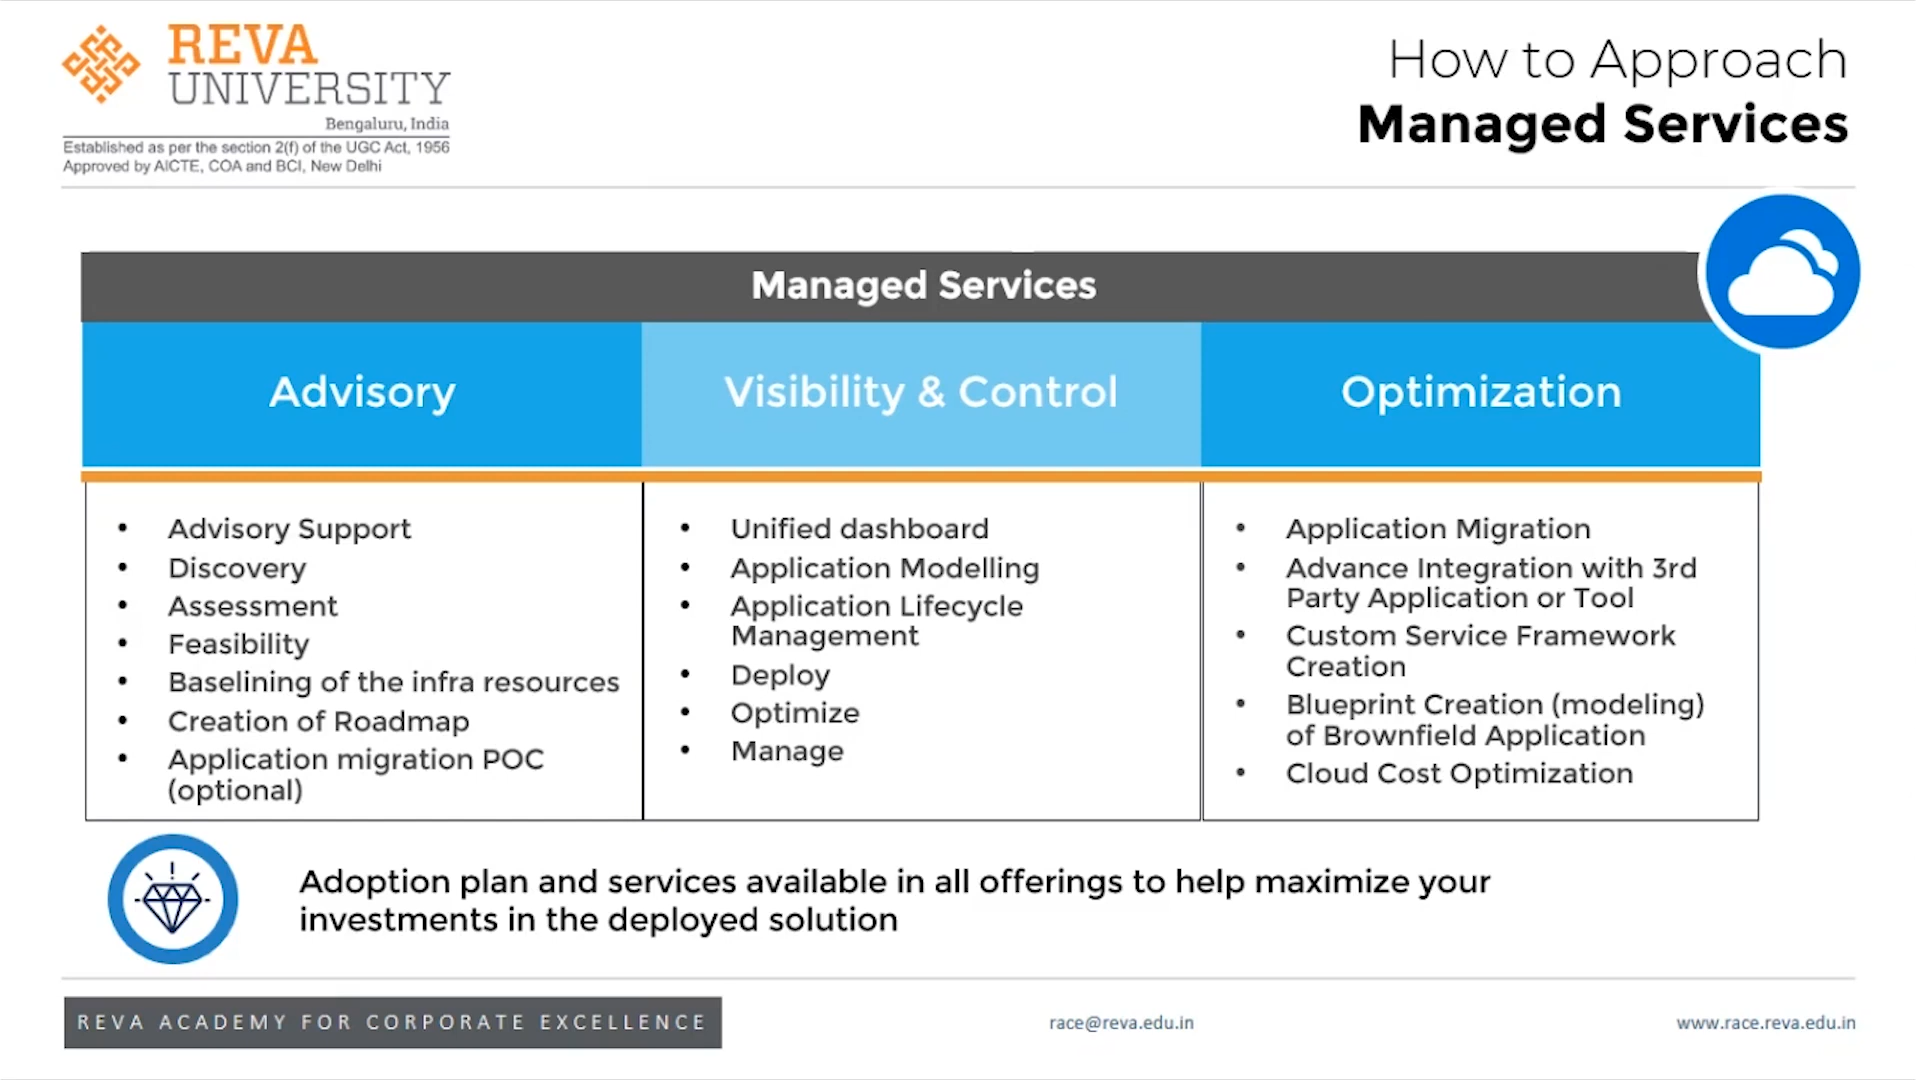 REVA
UNIVERSITY
Bengaluru, India
Established as per the section 2(f) of the UGC Act, 1956
Approved by AICTE, COA and BCI, New Delhi
How to Approach
Managed Services
Managed Services
Advisory
Visibility & Control
Optimization
• Advisory Support
• Discovery
• Assessment
• Feasibility
• Baselining of the infra resources
• Creation of Roadmap
• Application migration POC
(optional)
• Unified dashboard
• Application Modelling
• Application Lifecycle
Management
• Deploy
• Optimize
• Manage
• Application Migration
• Advance Integration with 3rd
Party Application or Tool
• Custom Service Framework
Creation
• Blueprint Creation (modeling)
of Brownfield Application
• Cloud Cost Optimization
Adoption plan and services available in all offerings to help maximize your
investments in the deployed solution
REVA ACADEMY FOR CORPORATE EXCELLENCE
race@reva.edu.in
www.race.reva.edu.in